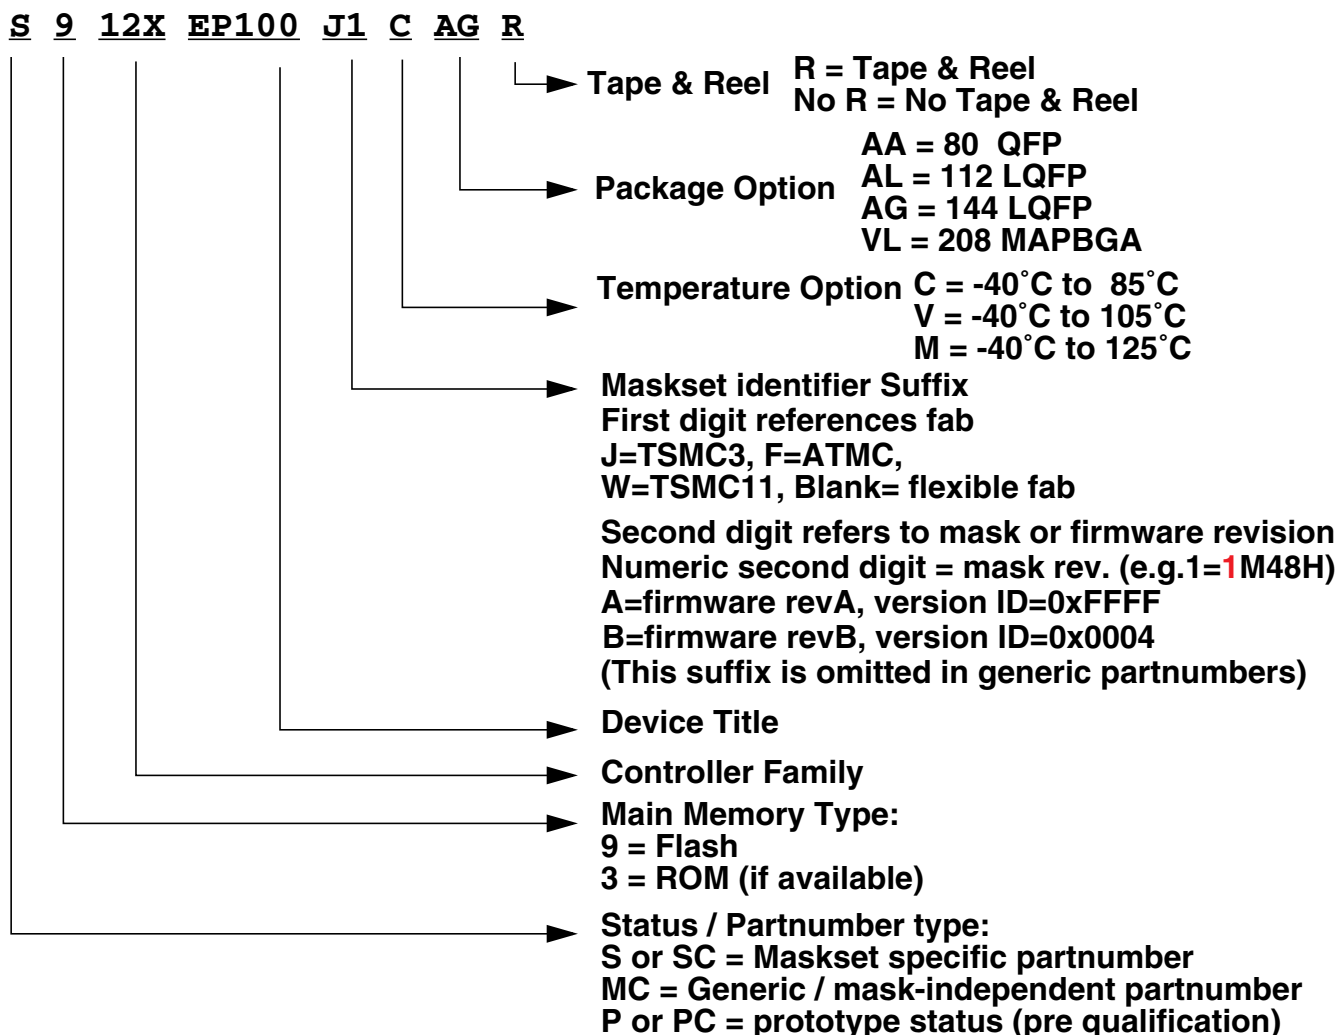 S 9 12X EP100 J1 C AG R
Tape & Reel
R = Tape & Reel
No R = No Tape & Reel
Package Option
AA = 80 QFP
AL = 112 LQFP
AG = 144 LQFP
VL = 208 MAPBGA
Temperature Option
C = -40˚C to 85˚C
V = -40˚C to 105˚C
M = -40˚C to 125˚C
Maskset identifier Suffix
First digit references fab
J=TSMC3, F=ATMC,
W=TSMC11, Blank= flexible fab
Second digit refers to mask or firmware revision
Numeric second digit = mask rev. (e.g.1=1M48H)
A=firmware revA, version ID=0xFFFF
B=firmware revB, version ID=0x0004
(This suffix is omitted in generic partnumbers)
Device Title
Controller Family
Main Memory Type:
9 = Flash
3 = ROM (if available)
Status / Partnumber type:
S or SC = Maskset specific partnumber
MC = Generic / mask-independent partnumber
P or PC = prototype status (pre qualification)